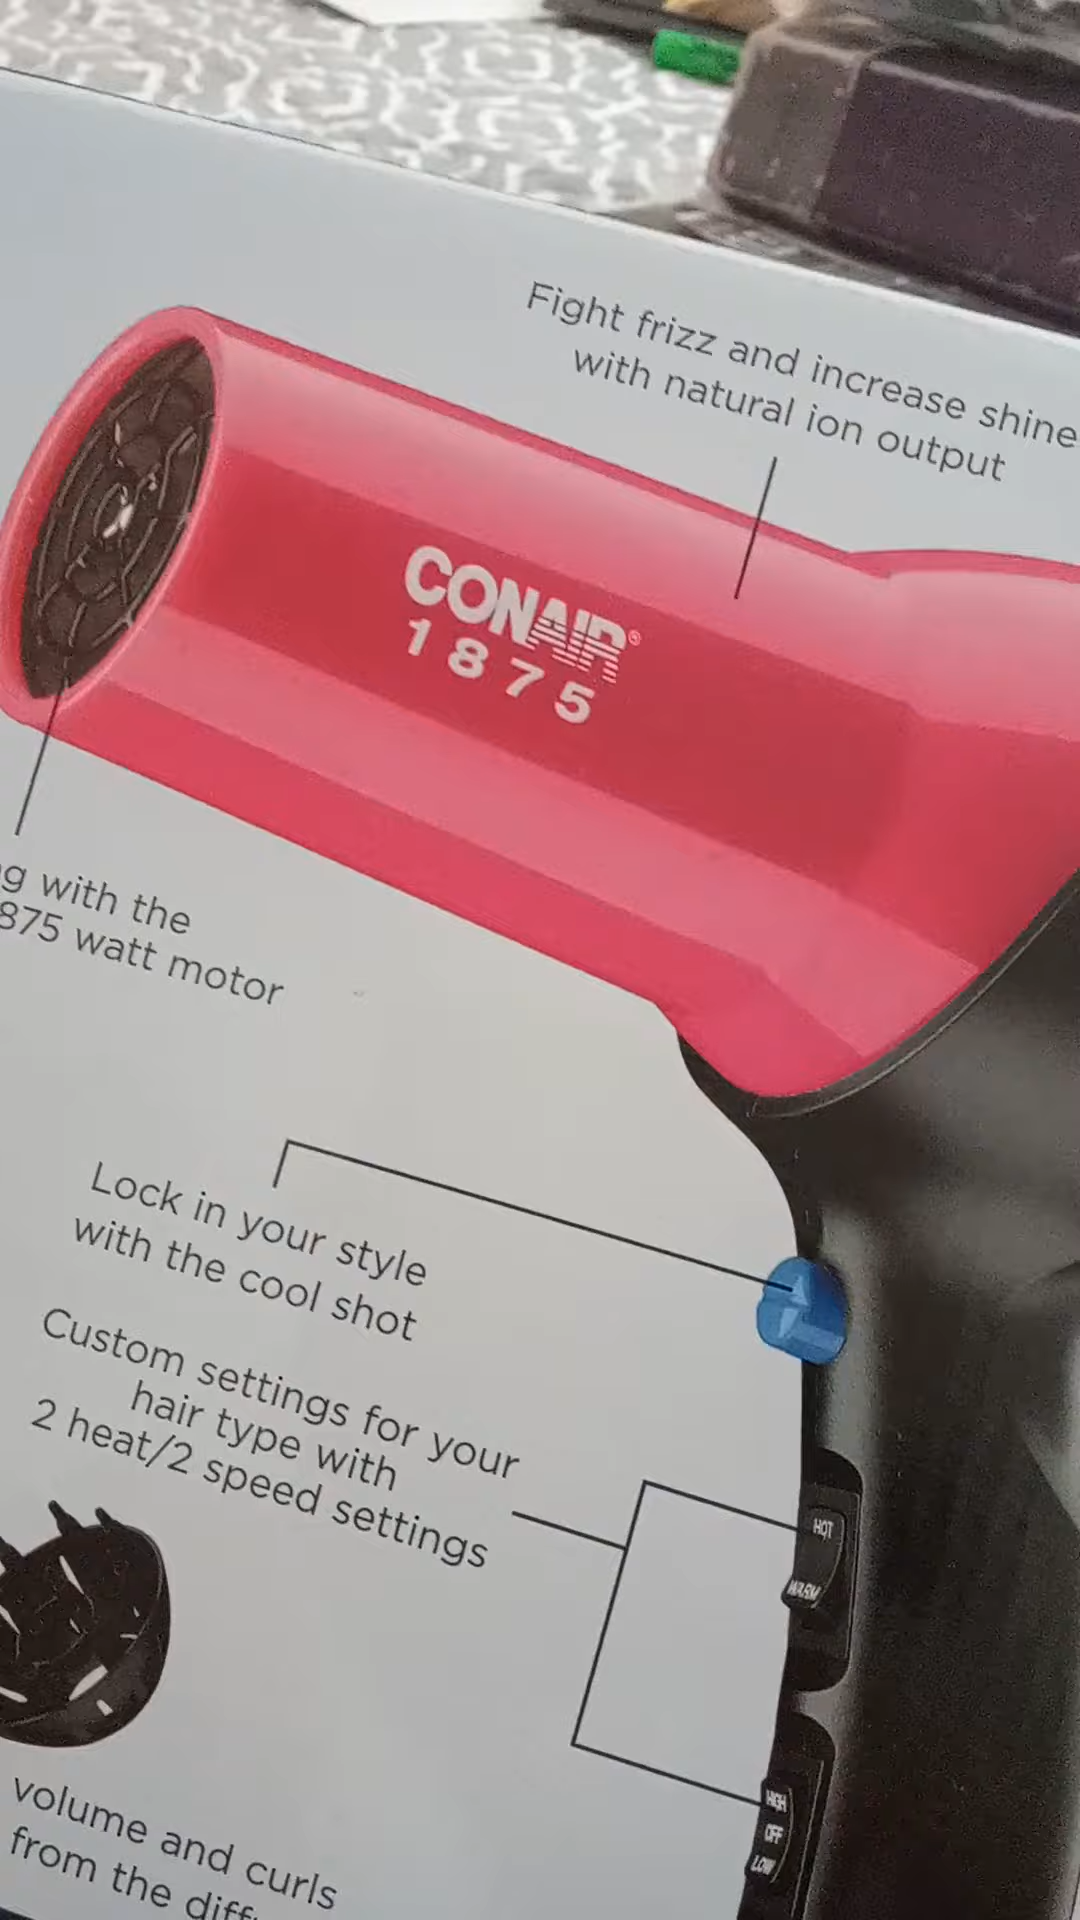 Fight frizz and increase shine
with natural ion output
CONAIR®
1875
with the
875 watt motor
Lock in your style
with the cool shot
Custom settings for your
hair type with
2 heat/2 speed settings
HOT
WARM
HIGH
OFF
LOW
volume and curls
from the